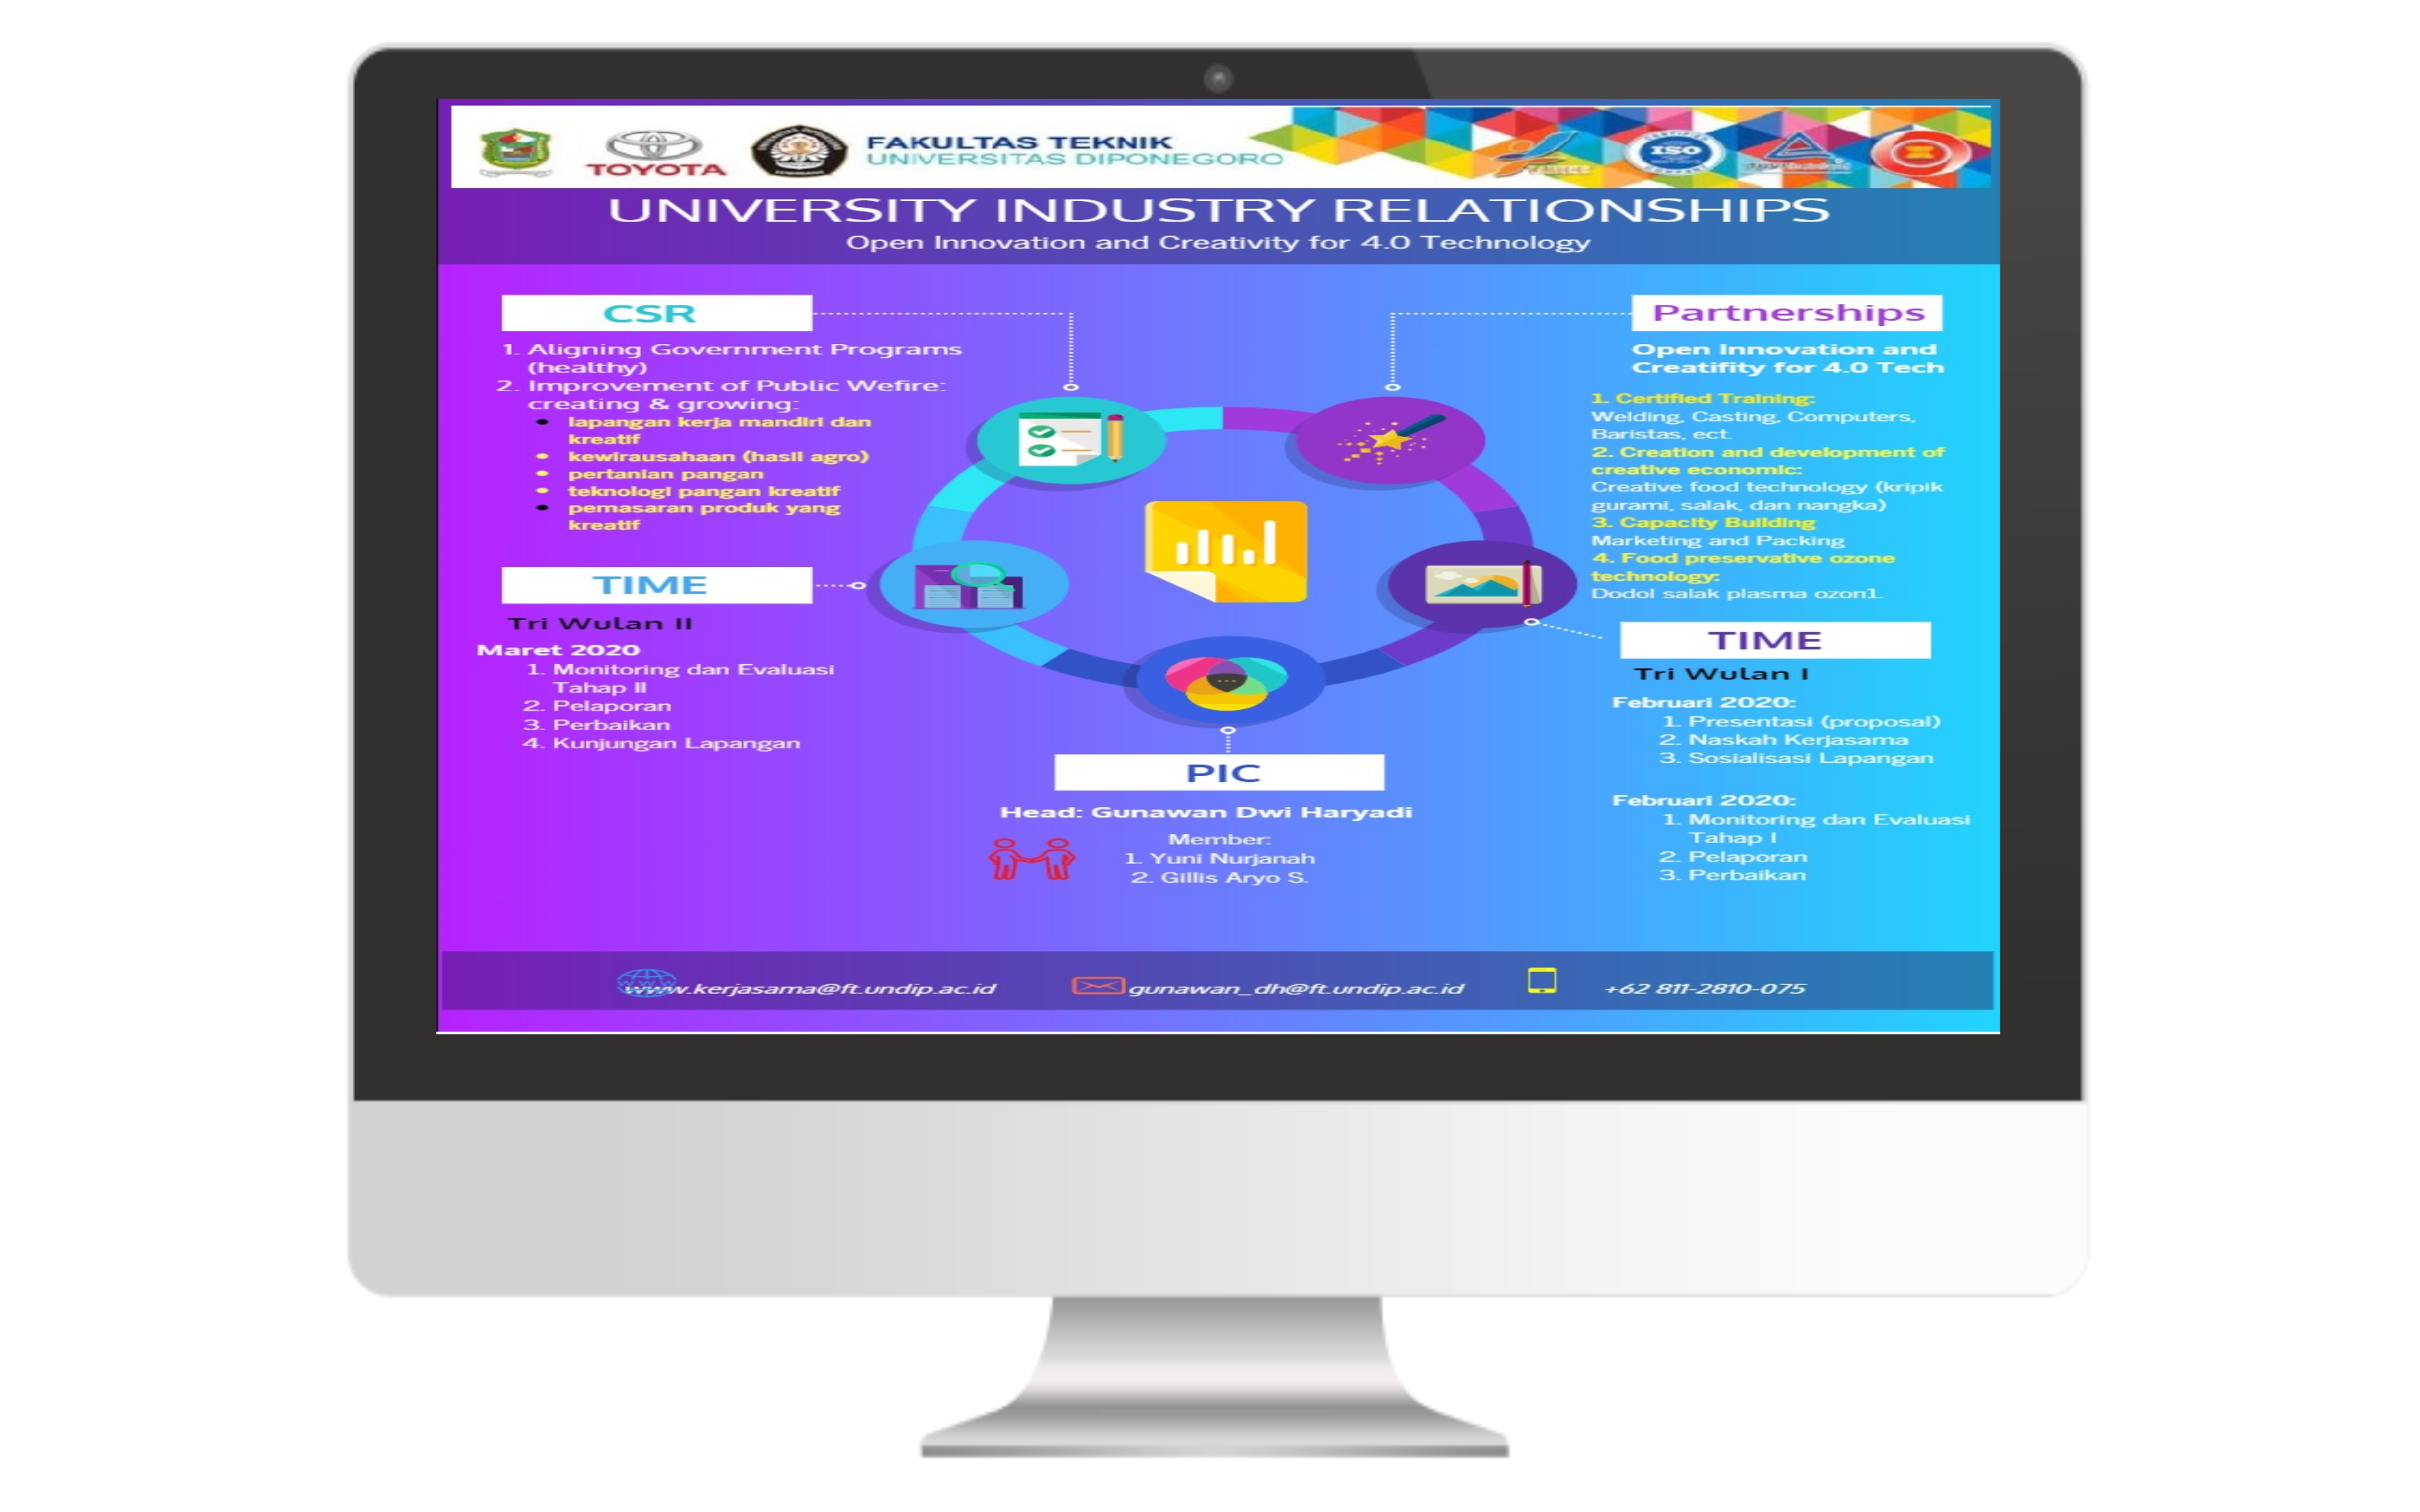 TOYOTA
FAKULTAS TEKNIK
UNIVERSITAS DIPONEGORO
ISO
UNIVERSITY INDUSTRY RELATIONSHIPS
Open Innovation and Creativity for 4.0 Technology
CSR
1. Aligning Government Programs
(healthy)
2. Improvement of Public Wefire:
creating & growing:
• lapangan kerja mandiri dan
kreatif
• kewirausahaan (hasil agro)
• pertanian pangan
• teknologi pangan kreatif
• pemasaran produk yang
kreatif
TIME
Tri Wulan II
Maret 2020
1. Monitoring dan Evaluasi
Tahap II
2. Pelaporan
3. Perbaikan
4. Kunjungan Lapangan
PIC
Head: Gunawan Dwi Haryadi
Member:
1. Yuni Nurjanah
2. Gillis Aryo S.
Partnerships
Open Innovation and
Creatifity for 4.0 Tech
1. Certified Training:
Welding, Casting, Computers,
Baristas, ect.
2. Creation and development of
creative economic:
Creative food technology (kripik
gurami, salak, dan nangka)
3. Capacity Building
Marketing and Packing
4. Food preservative ozone
technology:
Dodol salak plasma ozon1.
TIME
Tri Wulan I
Februari 2020:
1. Presentasi (proposal)
2. Naskah Kerjasama
3. Sosialisasi Lapangan
Februari 2020:
1. Monitoring dan Evaluasi
Tahap I
2. Pelaporan
3. Perbaikan
www.kerjasama@ft.undip.ac.id
gunawan_dh@ft.undip.ac.id
+62 811-2810-075